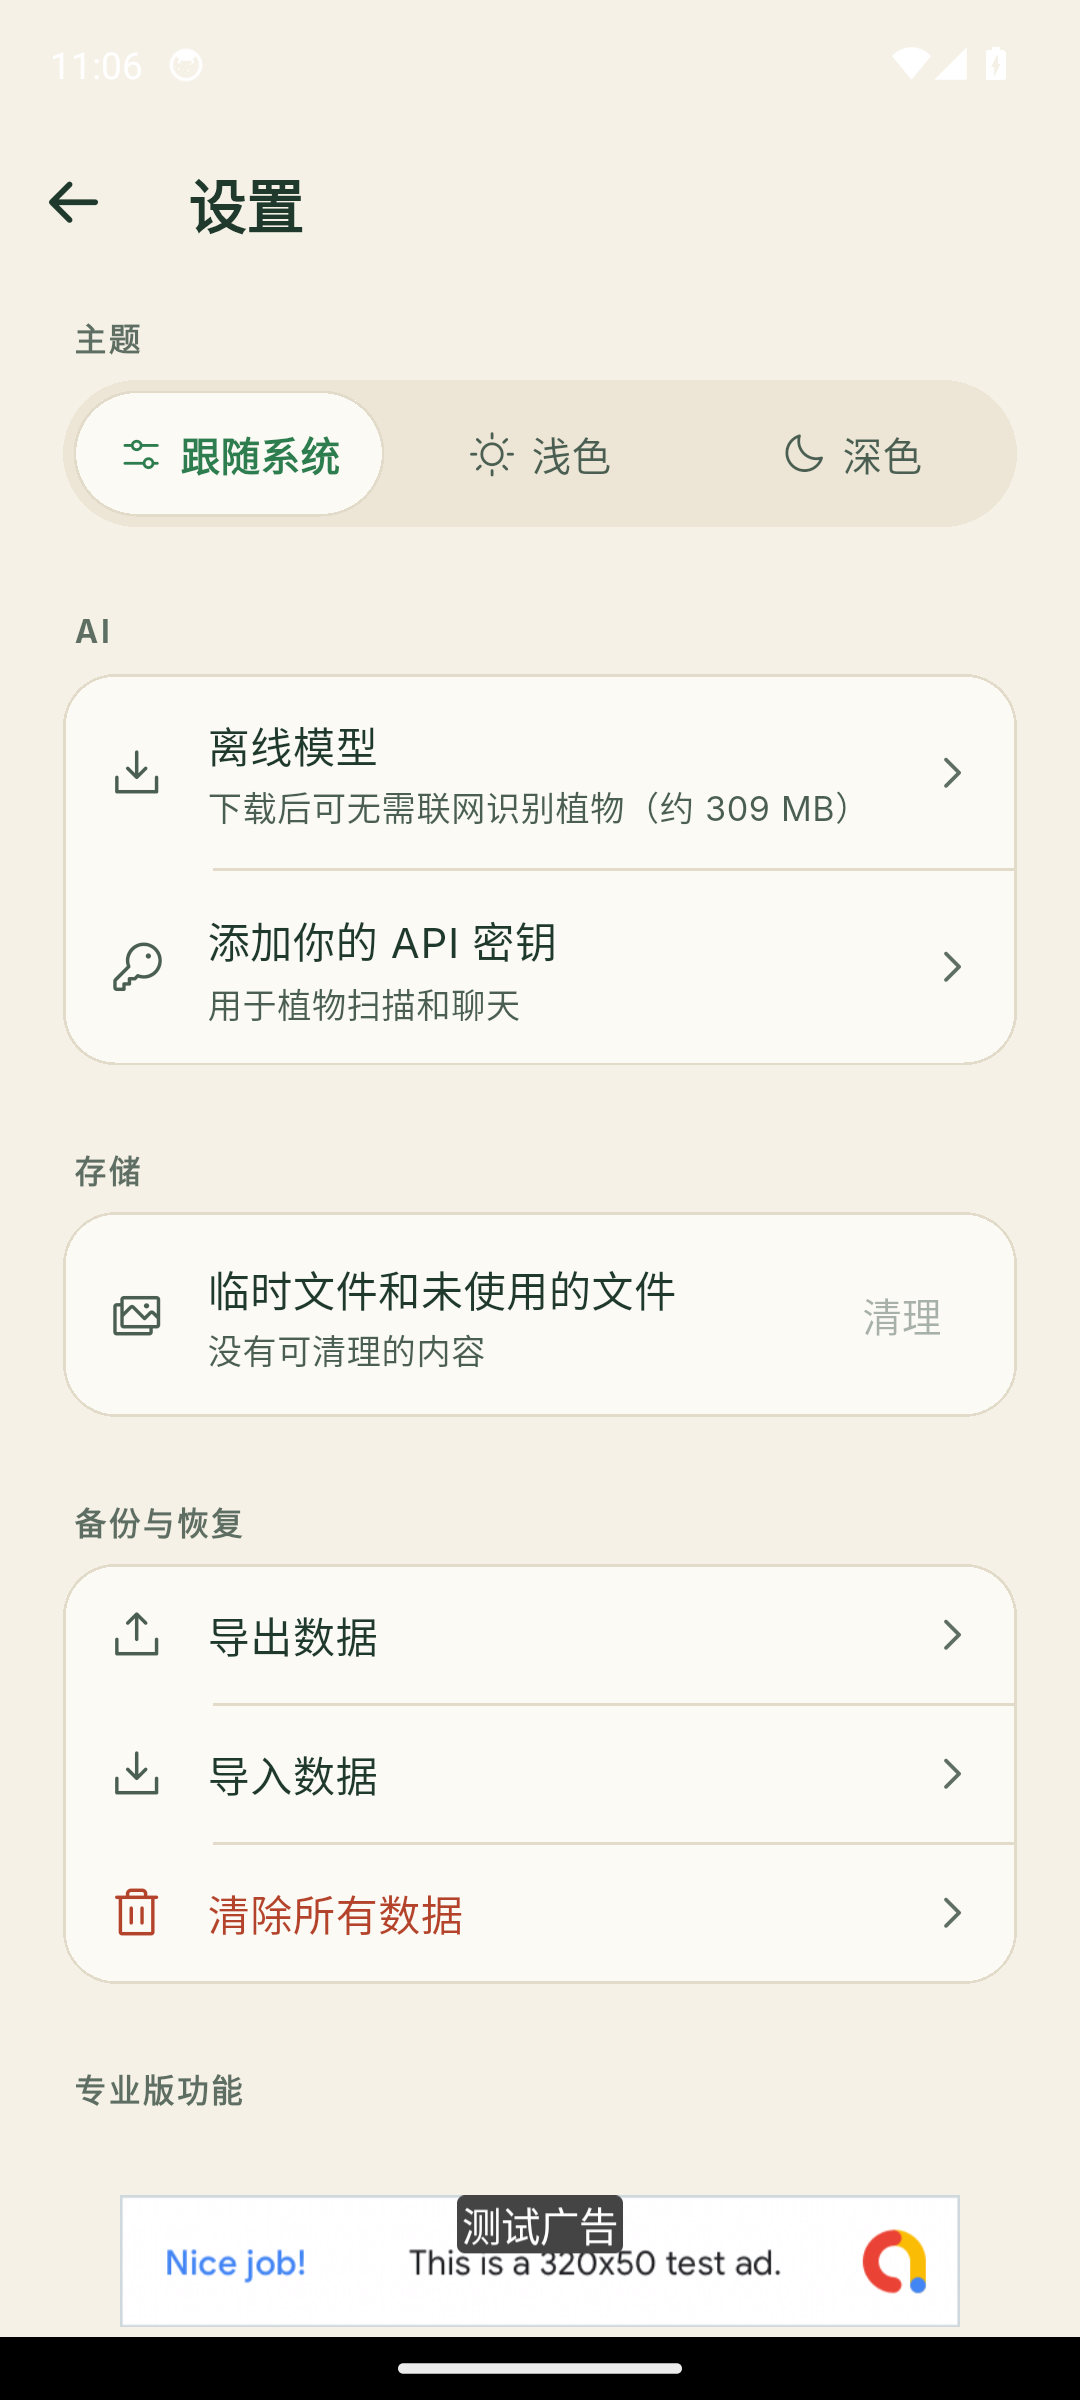 11:06
设置
主题
跟随系统
浅色
深色
AI
离线模型
下载后可无需联网识别植物（约 309 MB）
添加你的 API 密钥
用于植物扫描和聊天
存储
临时文件和未使用的文件
没有可清理的内容
清理
备份与恢复
导出数据
导入数据
清除所有数据
专业版功能
测试广告
Nice job!
This is a 320x50 test ad.